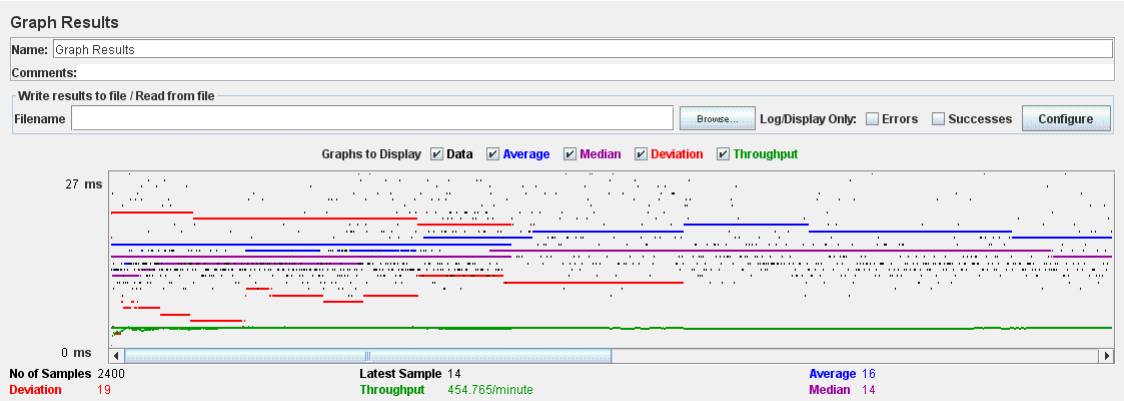 Graph Results
Name: Graph Results
Comments:
Write results to file / Read from file
Filename Browse... Log/Display Only: Errors Successes Configure
Graphs to Display Data Average Median Deviation Throughput
27 ms
0 ms
No of Samples 2400 Latest Sample 14 Average 16
Deviation 19 Throughput 454.765/minute Median 14